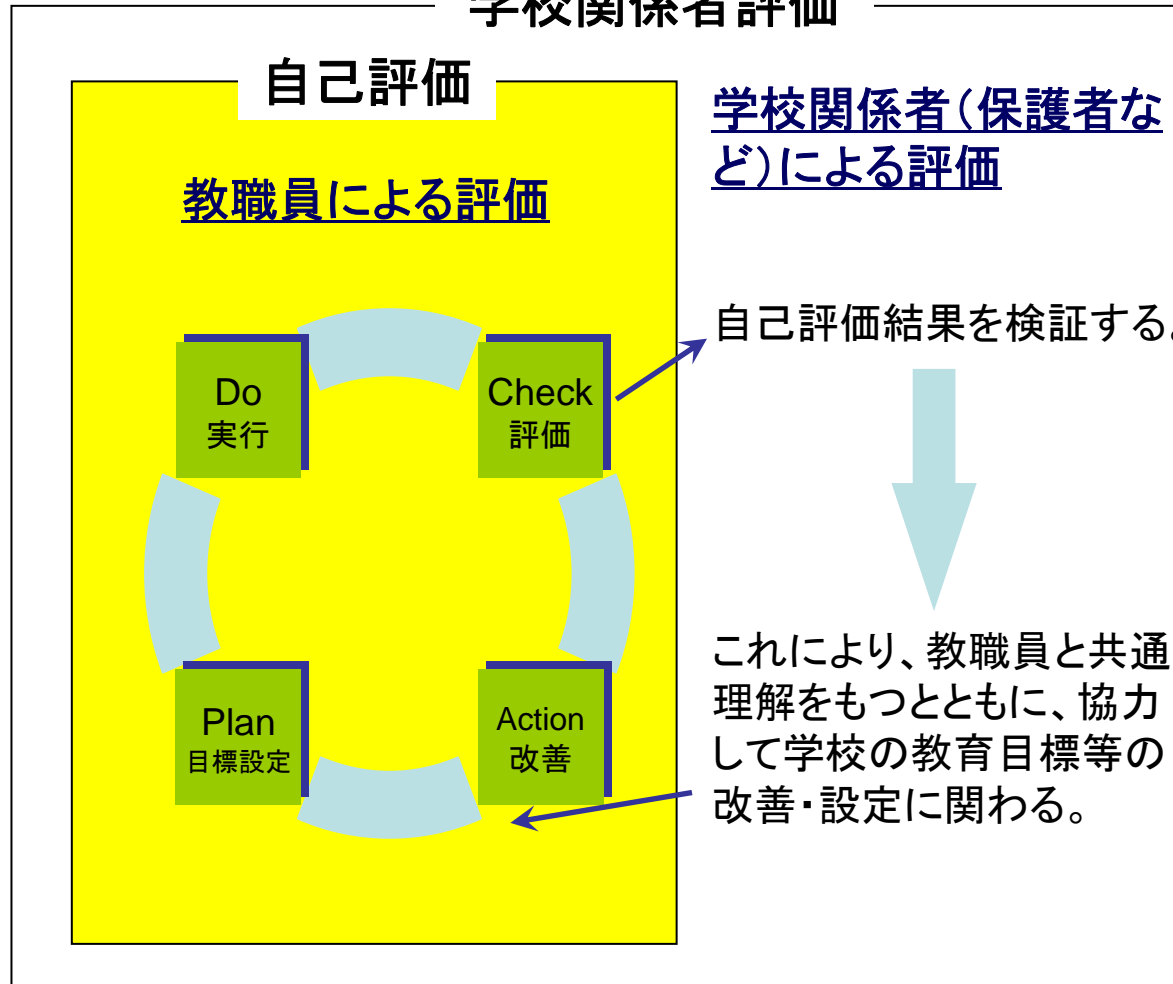 学校関係者評価
自己評価
教職員による評価
Do
実行
Check
評価
Plan
目標設定
Action
改善
学校関係者(保護者な
ど)による評価
自己評価結果を検証する。
これにより、教職員と共通
理解をもつとともに、協力
して学校の教育目標等の
改善・設定に関わる。